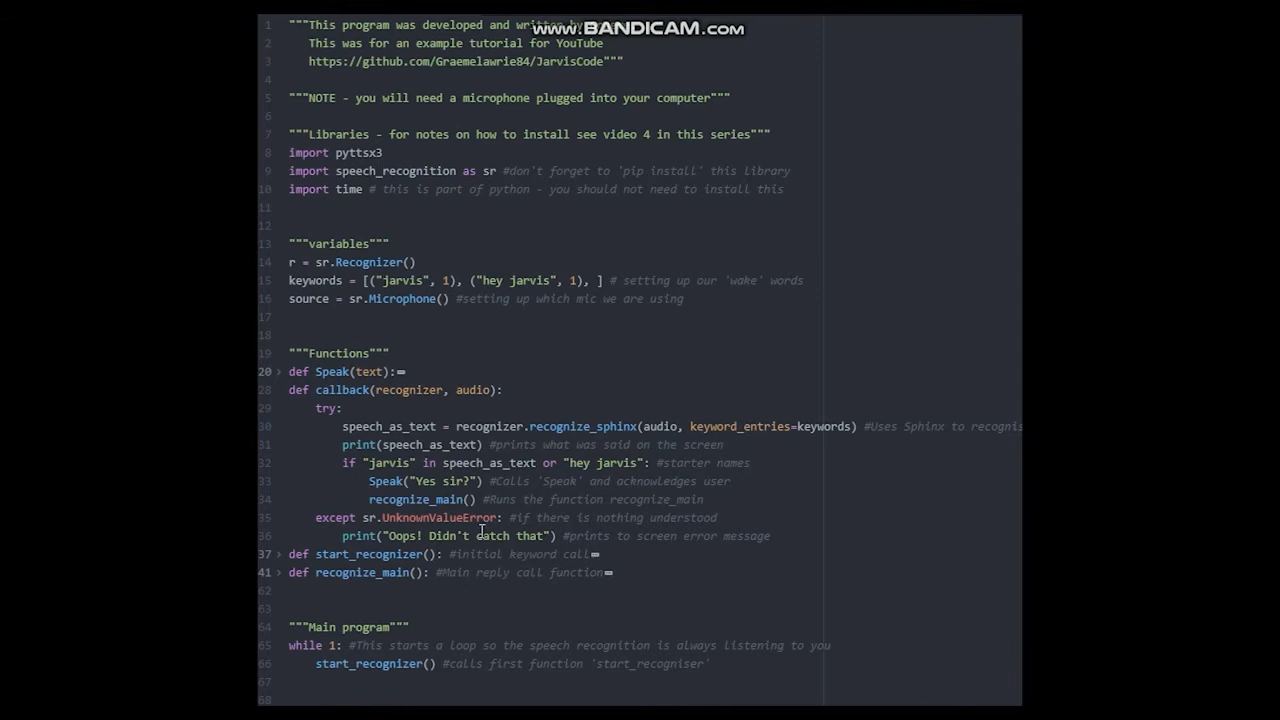 www.BANDICAM.com
1 """This program was developed and written by
2 This was for an example tutorial for YouTube
3 https://github.com/Graemelawrie84/JarvisCode"""
4
5 """NOTE - you will need a microphone plugged into your computer"""
6
7 """Libraries - for notes on how to install see video 4 in this series"""
8 import pyttsx3
9 import speech_recognition as sr #don't forget to 'pip install' this library
10 import time # this is part of python - you should not need to install this
11
12
13 """variables"""
14 r = sr.Recognizer()
15 keywords = [("jarvis", 1), ("hey jarvis", 1), ] # setting up our 'wake' words
16 source = sr.Microphone() #setting up which mic we are using
17
18
19 """Functions"""
20 def Speak(text):
28 def callback(recognizer, audio):
29 try:
30 speech_as_text = recognizer.recognize_sphinx(audio, keyword_entries=keywords) #Uses Sphinx to recognis
31 print(speech_as_text) #prints what was said on the screen
32 if "jarvis" in speech_as_text or "hey jarvis": #starter names
33 Speak("Yes sir?") #Calls 'Speak' and acknowledges user
34 recognize_main() #Runs the function recognize_main
35 except sr.UnknownValueError: #if there is nothing understood
36 print("Oops! Didn't catch that") #prints to screen error message
37 def start_recognizer(): #initial keyword call
41 def recognize_main(): #Main reply call function
62
63
64 """Main program"""
65 while 1: #This starts a loop so the speech recognition is always listening to you
66 start_recognizer() #calls first function 'start_recogniser'
67
68